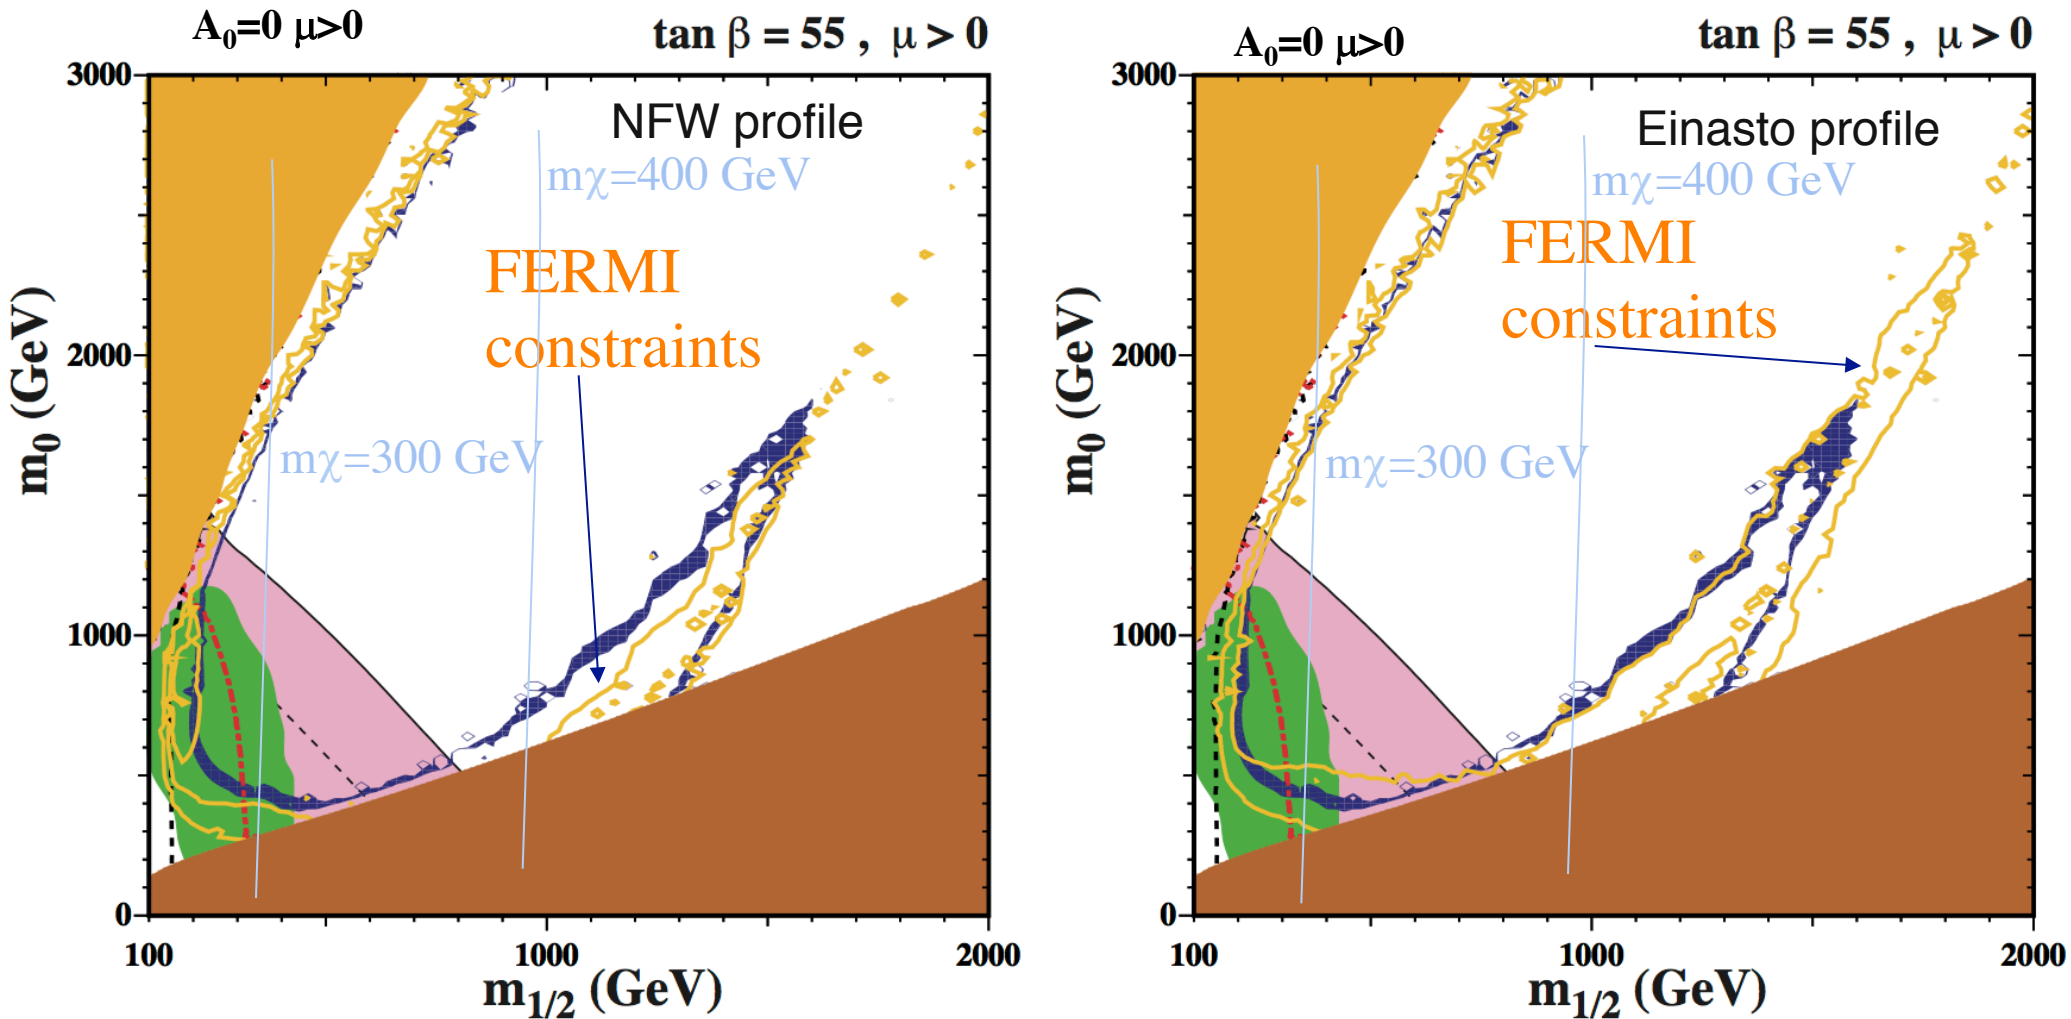 A₀=0 μ>0
tan β = 55 , μ > 0
NFW profile
mχ=400 GeV
FERMI
constraints
mχ=300 GeV
3000
2000
1000
0
m₀ (GeV)
100
1000
2000
m₁/₂ (GeV)
A₀=0 μ>0
tan β = 55 , μ > 0
Einasto profile
mχ=400 GeV
FERMI
constraints
mχ=300 GeV
3000
2000
1000
0
m₀ (GeV)
100
1000
2000
m₁/₂ (GeV)